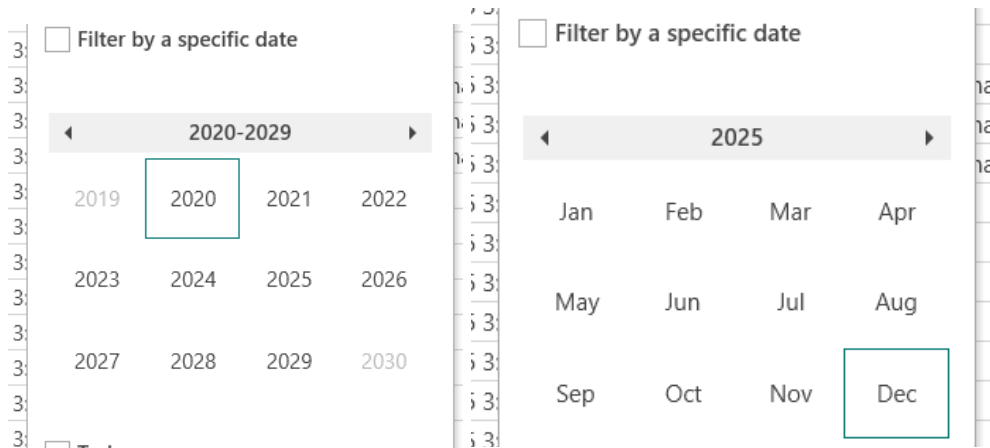 Filter by a specific date
2020-2029
2019 2020 2021 2022
2023 2024 2025 2026
2027 2028 2029 2030
Filter by a specific date
2025
Jan Feb Mar Apr
May Jun Jul Aug
Sep Oct Nov Dec